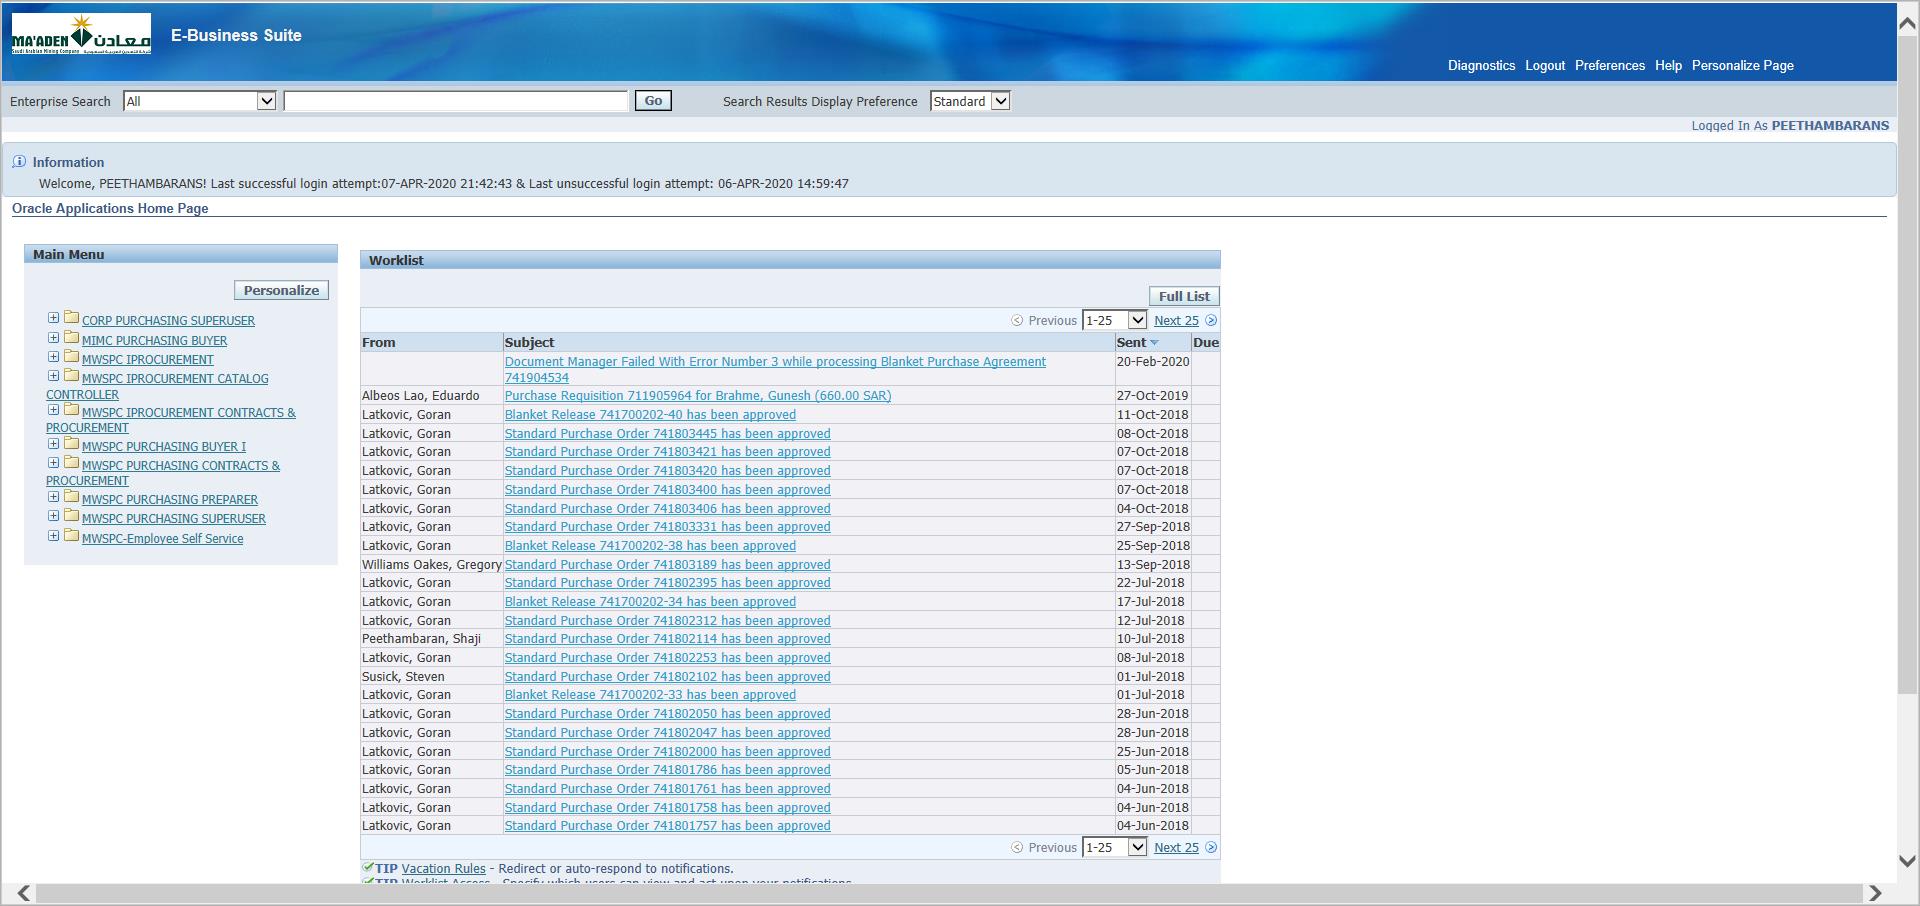 MA'ADEN معادن
Saudi Arabian Mining Company
E-Business Suite
Diagnostics Logout Preferences Help Personalize Page
Enterprise Search All Go Search Results Display Preference Standard
Logged In As PEETHAMBARANS
Information
Welcome, PEETHAMBARANS! Last successful login attempt:07-APR-2020 21:42:43 & Last unsuccessful login attempt: 06-APR-2020 14:59:47
Oracle Applications Home Page
Main Menu
Personalize
CORP PURCHASING SUPERUSER
MIMC PURCHASING BUYER
MWSPC IPROCUREMENT
MWSPC IPROCUREMENT CATALOG
CONTROLLER
MWSPC IPROCUREMENT CONTRACTS &
PROCUREMENT
MWSPC PURCHASING BUYER I
MWSPC PURCHASING CONTRACTS &
PROCUREMENT
MWSPC PURCHASING PREPARER
MWSPC PURCHASING SUPERUSER
MWSPC-Employee Self Service
Worklist
Full List
Previous 1-25 Next 25
From Subject Sent Due
Document Manager Failed With Error Number 3 while processing Blanket Purchase Agreement 20-Feb-2020
741904534
Albeos Lao, Eduardo Purchase Requisition 711905964 for Brahme, Gunesh (660.00 SAR) 27-Oct-2019
Latkovic, Goran Blanket Release 741700202-40 has been approved 11-Oct-2018
Latkovic, Goran Standard Purchase Order 741803445 has been approved 08-Oct-2018
Latkovic, Goran Standard Purchase Order 741803421 has been approved 07-Oct-2018
Latkovic, Goran Standard Purchase Order 741803420 has been approved 07-Oct-2018
Latkovic, Goran Standard Purchase Order 741803400 has been approved 07-Oct-2018
Latkovic, Goran Standard Purchase Order 741803406 has been approved 04-Oct-2018
Latkovic, Goran Standard Purchase Order 741803331 has been approved 27-Sep-2018
Latkovic, Goran Blanket Release 741700202-38 has been approved 25-Sep-2018
Williams Oakes, Gregory Standard Purchase Order 741803189 has been approved 13-Sep-2018
Latkovic, Goran Standard Purchase Order 741802395 has been approved 22-Jul-2018
Latkovic, Goran Blanket Release 741700202-34 has been approved 17-Jul-2018
Latkovic, Goran Standard Purchase Order 741802312 has been approved 12-Jul-2018
Peethambaran, Shaji Standard Purchase Order 741802114 has been approved 10-Jul-2018
Latkovic, Goran Standard Purchase Order 741802253 has been approved 08-Jul-2018
Susick, Steven Standard Purchase Order 741802102 has been approved 01-Jul-2018
Latkovic, Goran Blanket Release 741700202-33 has been approved 01-Jul-2018
Latkovic, Goran Standard Purchase Order 741802050 has been approved 28-Jun-2018
Latkovic, Goran Standard Purchase Order 741802047 has been approved 28-Jun-2018
Latkovic, Goran Standard Purchase Order 741802000 has been approved 25-Jun-2018
Latkovic, Goran Standard Purchase Order 741801786 has been approved 05-Jun-2018
Latkovic, Goran Standard Purchase Order 741801761 has been approved 04-Jun-2018
Latkovic, Goran Standard Purchase Order 741801758 has been approved 04-Jun-2018
Latkovic, Goran Standard Purchase Order 741801757 has been approved 04-Jun-2018
Previous 1-25 Next 25
TIP Vacation Rules - Redirect or auto-respond to notifications.
TIP Worklist Access - Specify which users can view and act upon your notifications.